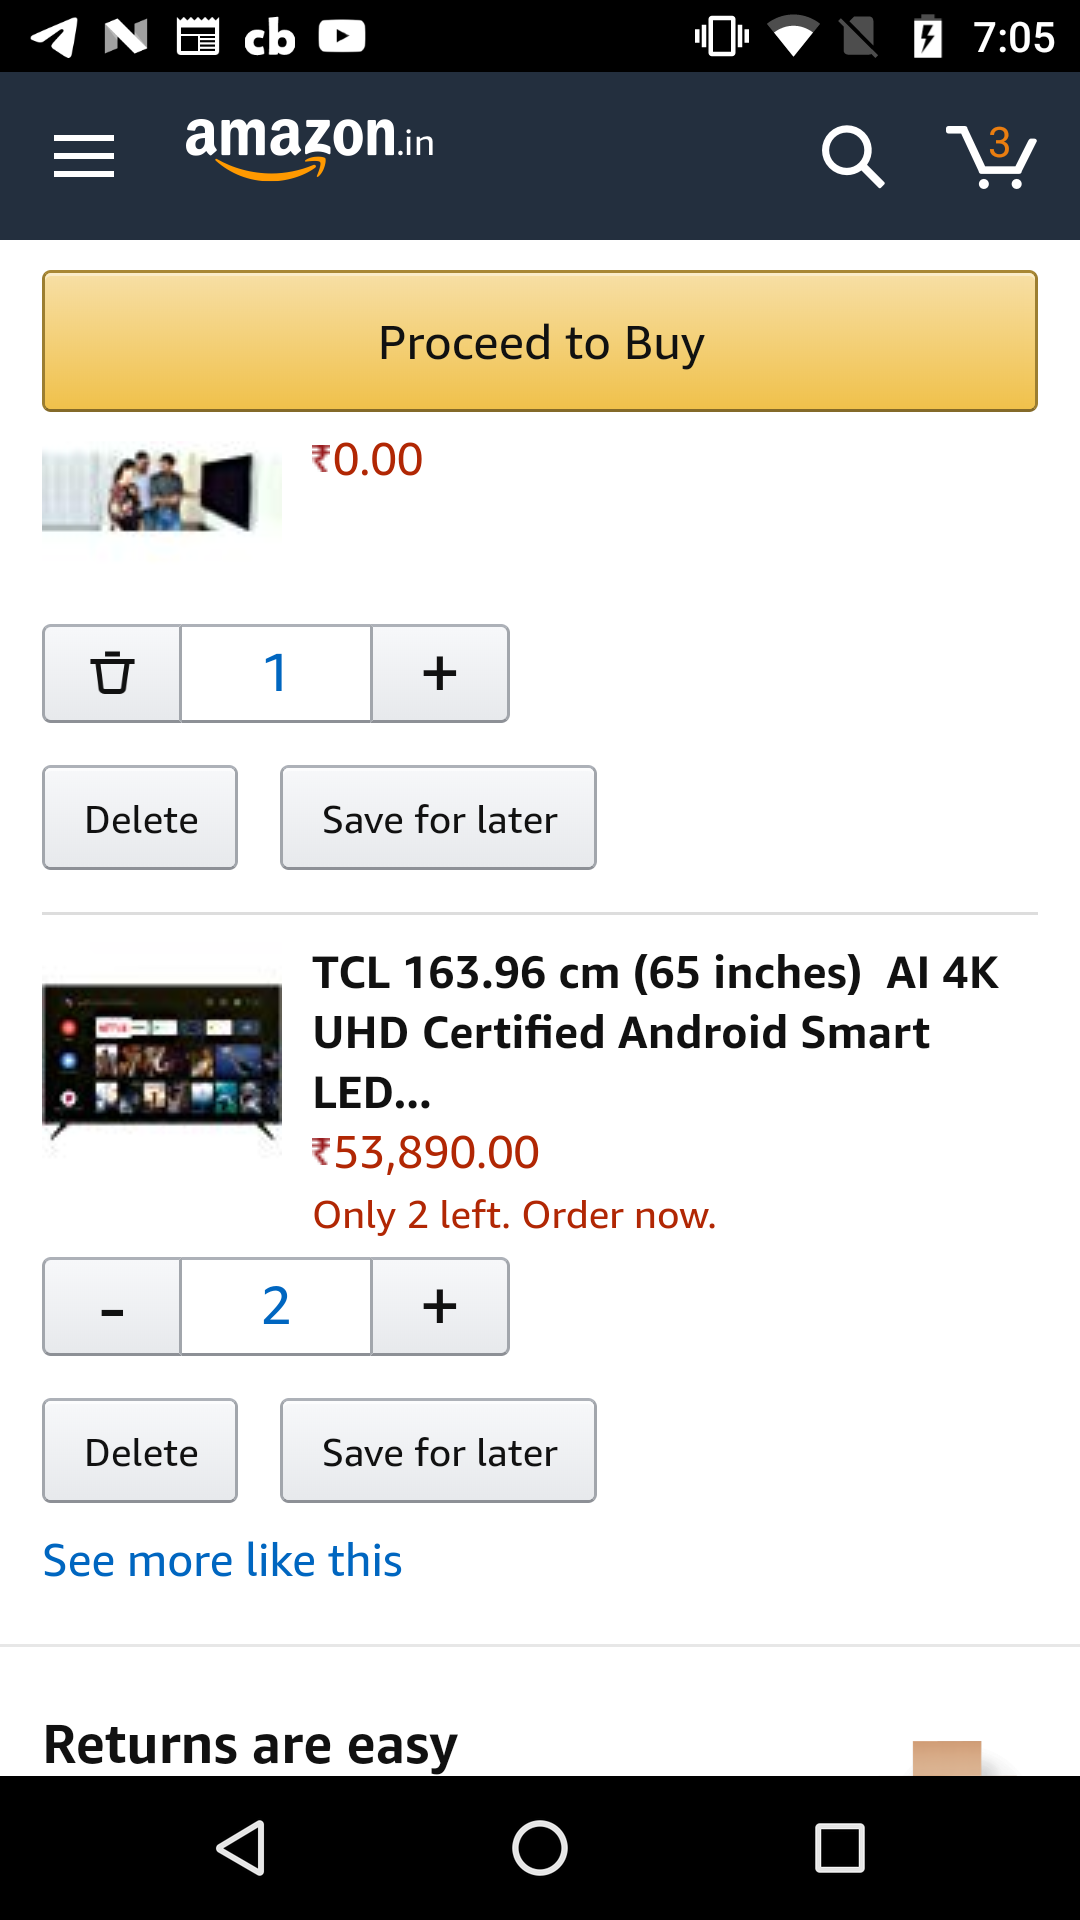 cb 7:05
amazon.in 3
Proceed to Buy
₹0.00
1 +
Delete Save for later
TCL 163.96 cm (65 inches) AI 4K
UHD Certified Android Smart
LED...
₹53,890.00
Only 2 left. Order now.
- 2 +
Delete Save for later
See more like this
Returns are easy